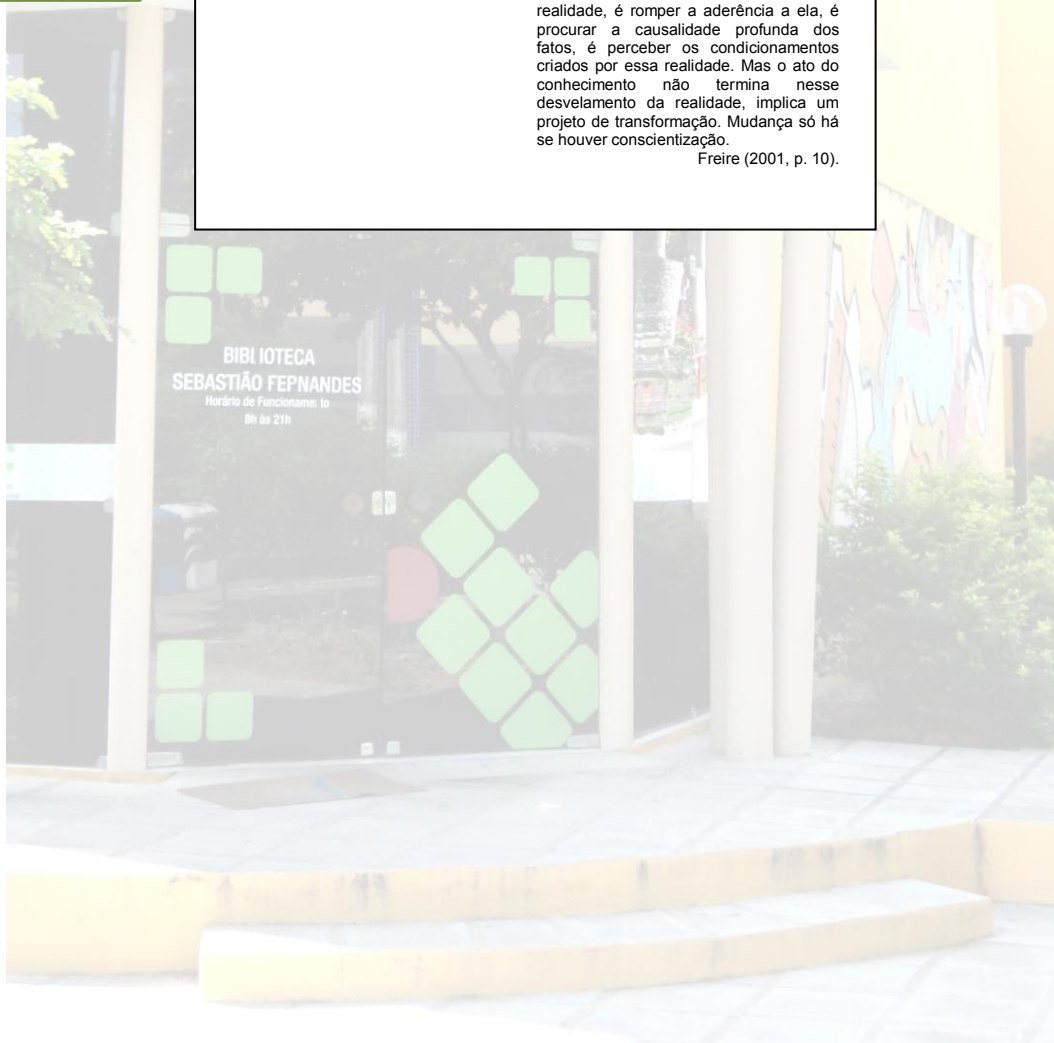 realidade, é romper a aderência a ela, é
procurar a causalidade profunda dos
fatos, é perceber os condicionamentos
criados por essa realidade. Mas o ato do
conhecimento não termina nesse
desvelamento da realidade, implica um
projeto de transformação. Mudança só há
se houver conscientização.
Freire (2001, p. 10).
BIBL IOTECA
SEBASTIÃO FEPNANDES
Horário de Funcioname to
8h às 21h